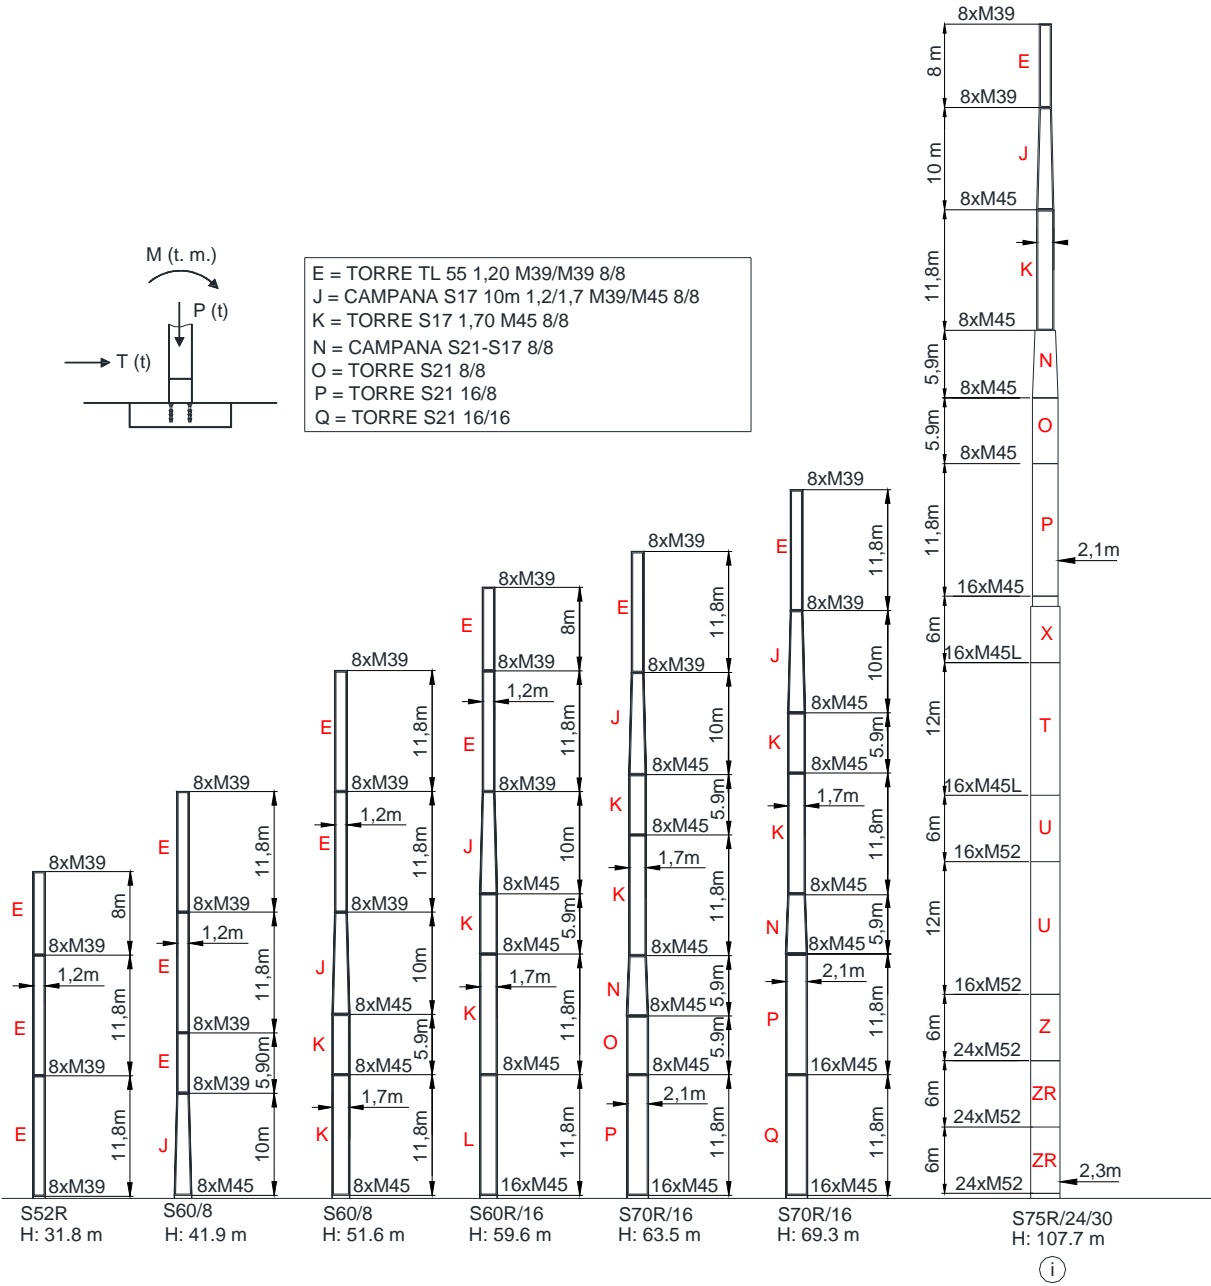 M (t. m.)
P (t)
T (t)
E = TORRE TL 55 1,20 M39/M39 8/8
J = CAMPANA S17 10m 1,2/1,7 M39/M45 8/8
K = TORRE S17 1,70 M45 8/8
N = CAMPANA S21-S17 8/8
O = TORRE S21 8/8
P = TORRE S21 16/8
Q = TORRE S21 16/16
8xM39
E
8m
8xM39
1,2m
E
11,8m
8xM39
E
11,8m
8xM39
S52R
H: 31.8 m
8xM39
E
11,8m
8xM39
1,2m
E
11,8m
8xM39
E
5,90m
8xM39
J
10m
8xM45
S60/8
H: 41.9 m
8xM39
E
11,8m
8xM39
1,2m
E
11,8m
8xM39
J
10m
8xM45
K
5.9m
8xM45
1,7m
K
11,8m
8xM45
S60/8
H: 51.6 m
8xM39
E
8m
8xM39
1,2m
E
11,8m
8xM39
J
10m
8xM45
K
5.9m
8xM45
1,7m
K
11,8m
8xM45
L
11,8m
16xM45
S60R/16
H: 59.6 m
8xM39
E
11,8m
8xM39
J
10m
8xM45
K
5.9m
8xM45
1,7m
K
11,8m
8xM45
N
5,9m
8xM45
O
5.9m
8xM45
2,1m
P
11,8m
16xM45
S70R/16
H: 63.5 m
8xM39
E
11,8m
8xM39
J
10m
8xM45
K
5.9m
8xM45
1,7m
K
11,8m
8xM45
N
5,9m
8xM45
2,1m
P
11,8m
16xM45
Q
11,8m
16xM45
S70R/16
H: 69.3 m
8xM39
8 m
E
8xM39
10 m
J
8xM45
11,8m
K
8xM45
5,9m
N
8xM45
5.9m
O
8xM45
11,8m
P
2,1m
16xM45
6m
X
16xM45L
12m
T
16xM45L
6m
U
16xM52
12m
U
16xM52
6m
Z
24xM52
6m
ZR
24xM52
6m
ZR
2,3m
24xM52
S75R/24/30
H: 107.7 m
i